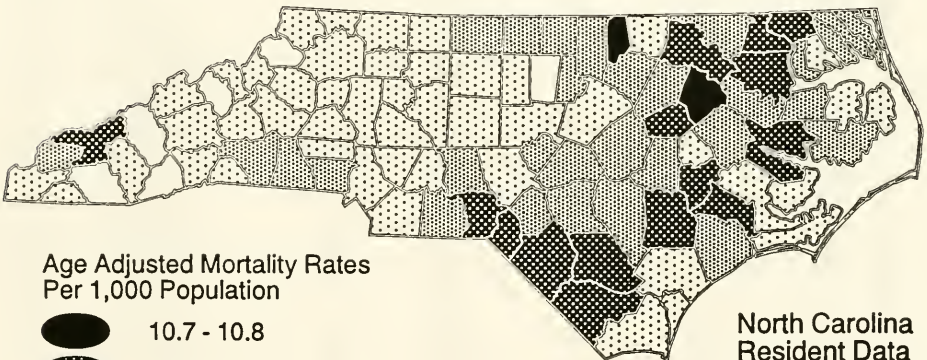 Age Adjusted Mortality Rates
Per 1,000 Population
10.7 - 10.8
North Carolina
Resident Data